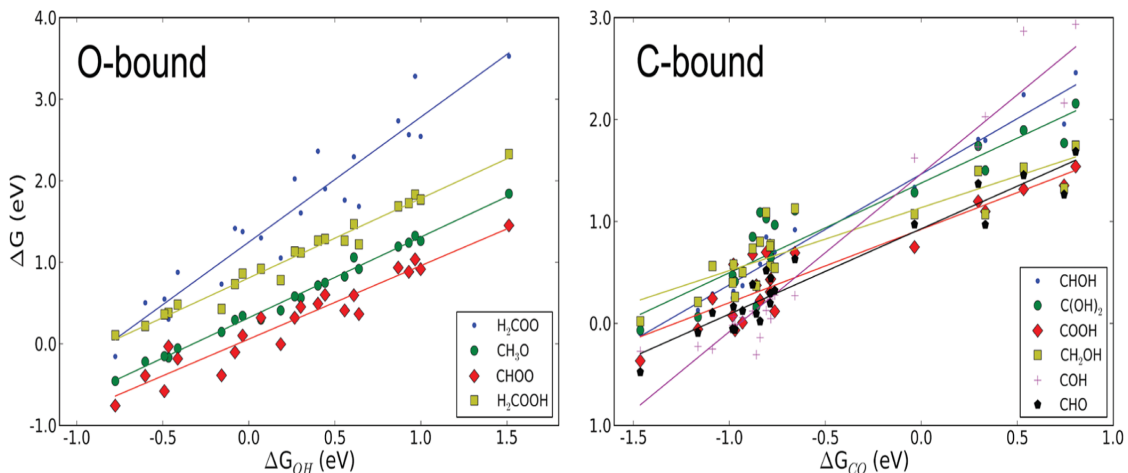 O-bound
ΔG (eV)
4.0
3.0
2.0
1.0
0.0
-1.0
-1.0
-0.5
0.0
0.5
1.0
1.5
ΔG_OH (eV)
H₂COO
CH₃O
CHOO
H₂COOH
C-bound
3.0
2.0
1.0
0.0
1.0
-1.5
-1.0
-0.5
0.0
0.5
1.0
ΔG_CO (eV)
CHOH
C(OH)₂
COOH
CH₂OH
COH
CHO